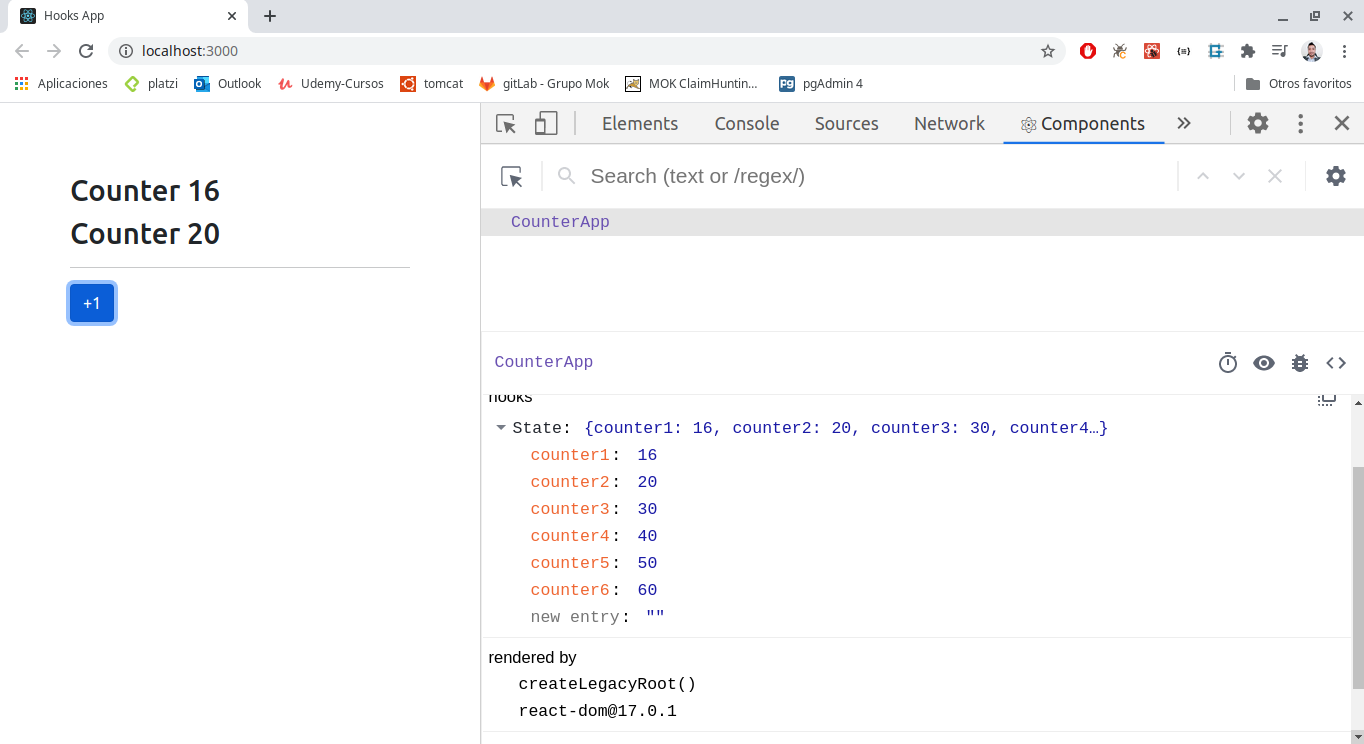 Hooks App
localhost:3000
Aplicaciones platzi Outlook Udemy-Cursos tomcat gitLab - Grupo Mok MOK ClaimHuntin... pgAdmin 4 Otros favoritos
Counter 16
Counter 20
+1
Elements Console Sources Network Components
Search (text or /regex/)
CounterApp
CounterApp
hooks
State: {counter1: 16, counter2: 20, counter3: 30, counter4…}
counter1: 16
counter2: 20
counter3: 30
counter4: 40
counter5: 50
counter6: 60
new entry: ""
rendered by
createLegacyRoot()
react-dom@17.0.1